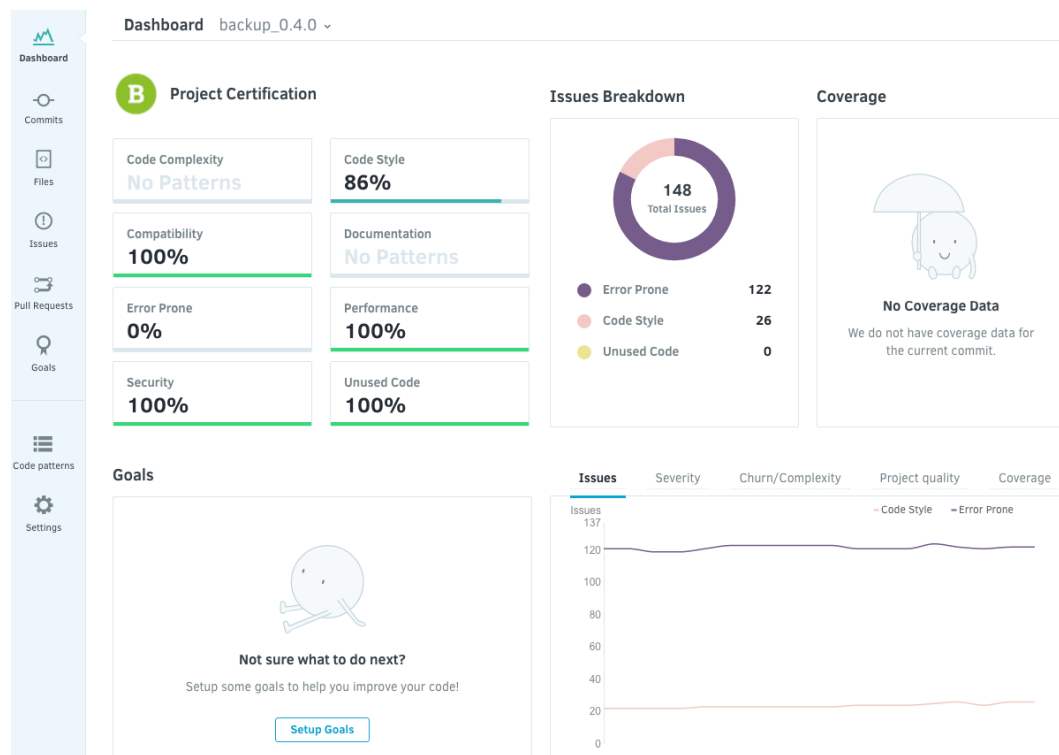 Dashboard backup_0.4.0
Dashboard
Commits
Files
Issues
Pull Requests
Goals
Code patterns
Settings
B Project Certification
Code Complexity
No Patterns
Code Style
86%
Compatibility
100%
Documentation
No Patterns
Error Prone
0%
Performance
100%
Security
100%
Unused Code
100%
Issues Breakdown
148
Total Issues
Error Prone 122
Code Style 26
Unused Code 0
Coverage
No Coverage Data
We do not have coverage data for
the current commit.
Goals
Not sure what to do next?
Setup some goals to help you improve your code!
Setup Goals
Issues Severity Churn/Complexity Project quality Coverage
Issues
Code Style Error Prone
137
120
100
80
60
40
20
0